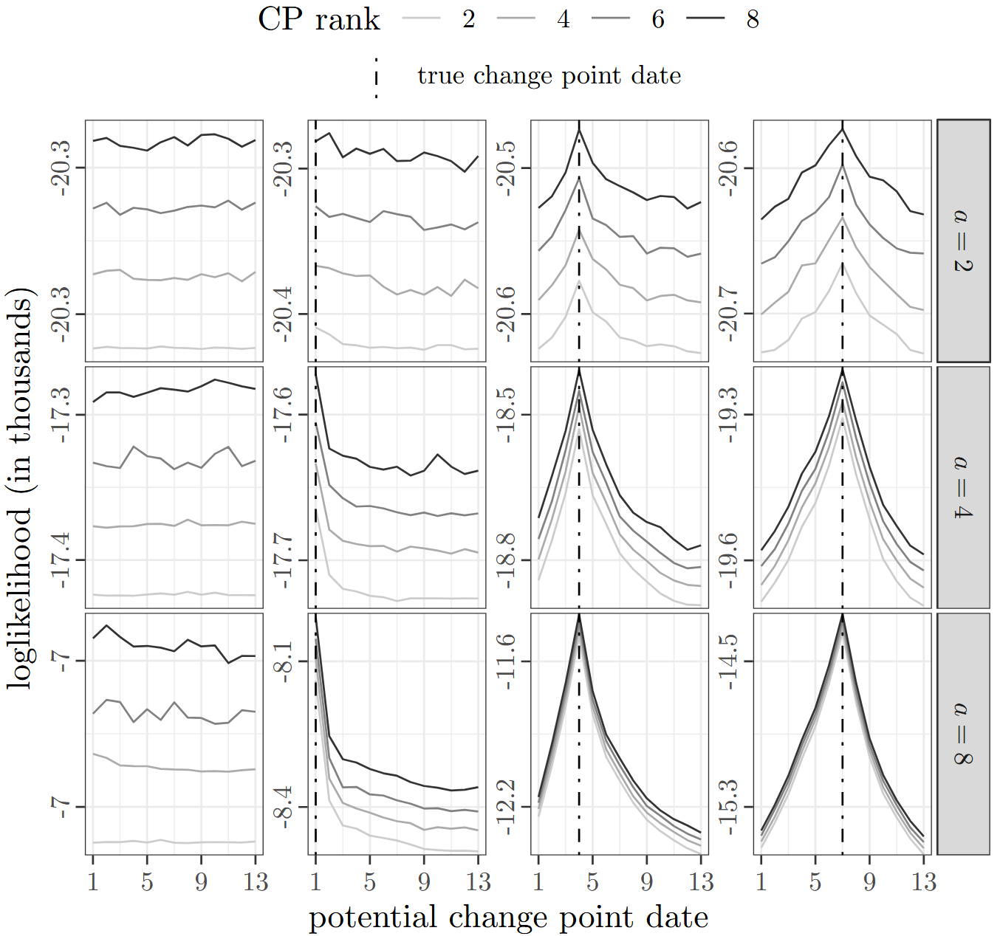 CP rank 2 4 6 8
true change point date
loglikelihood (in thousands)
-20.3 -20.3 -20.5 -20.6
-20.3 -20.4 -20.6 -20.7
a = 2
-17.3 -17.6 -18.5 -19.3
-17.4 -17.7 -18.8 -19.6
a = 4
-7 -8.1 -11.6 -14.5
-7 -8.4 -12.2 -15.3
a = 8
1 5 9 13 1 5 9 13 1 5 9 13 1 5 9 13
potential change point date